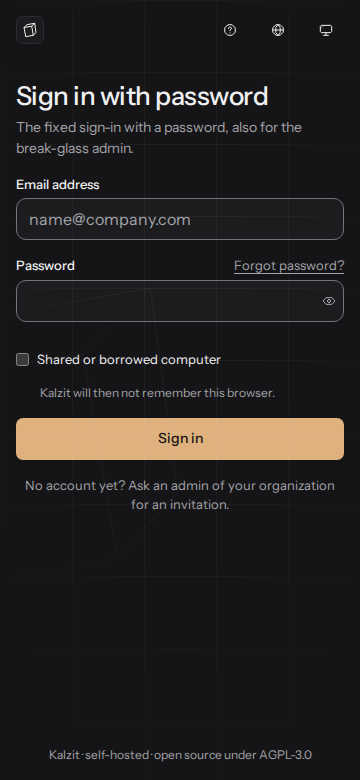 Sign in with password
The fixed sign-in with a password, also for the
break-glass admin.
Email address
name@company.com
Password
Forgot password?
Shared or borrowed computer
Kalzit will then not remember this browser.
Sign in
No account yet? Ask an admin of your organization
for an invitation.
Kalzit · self-hosted · open source under AGPL-3.0